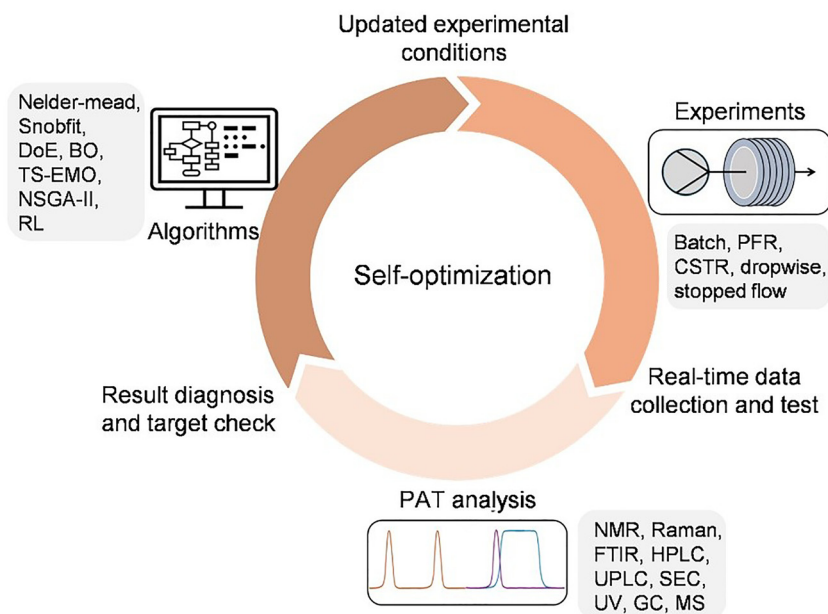 Updated experimental
conditions
Nelder-mead,
Snobfit,
DoE, BO,
TS-EMO,
NSGA-II,
RL
Algorithms
Experiments
Batch, PFR,
CSTR, dropwise,
stopped flow
Self-optimization
Result diagnosis
and target check
Real-time data
collection and test
PAT analysis
NMR, Raman,
FTIR, HPLC,
UPLC, SEC,
UV, GC, MS